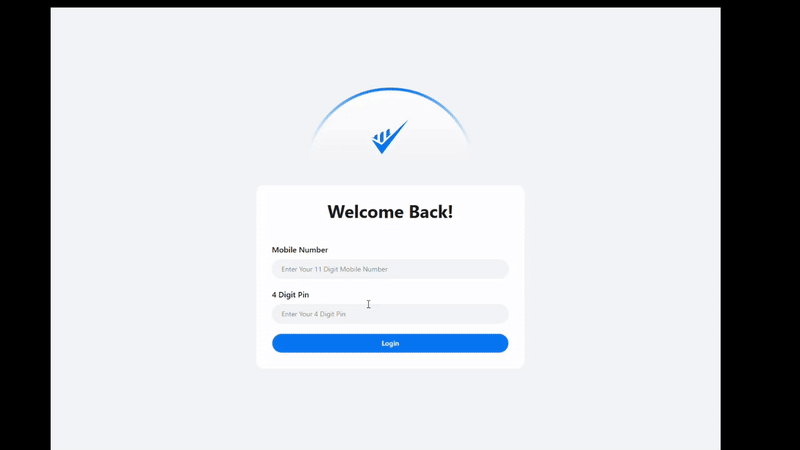 Welcome Back!
Mobile Number
Enter Your 11 Digit Mobile Number
4 Digit Pin
Enter Your 4 Digit Pin
Login